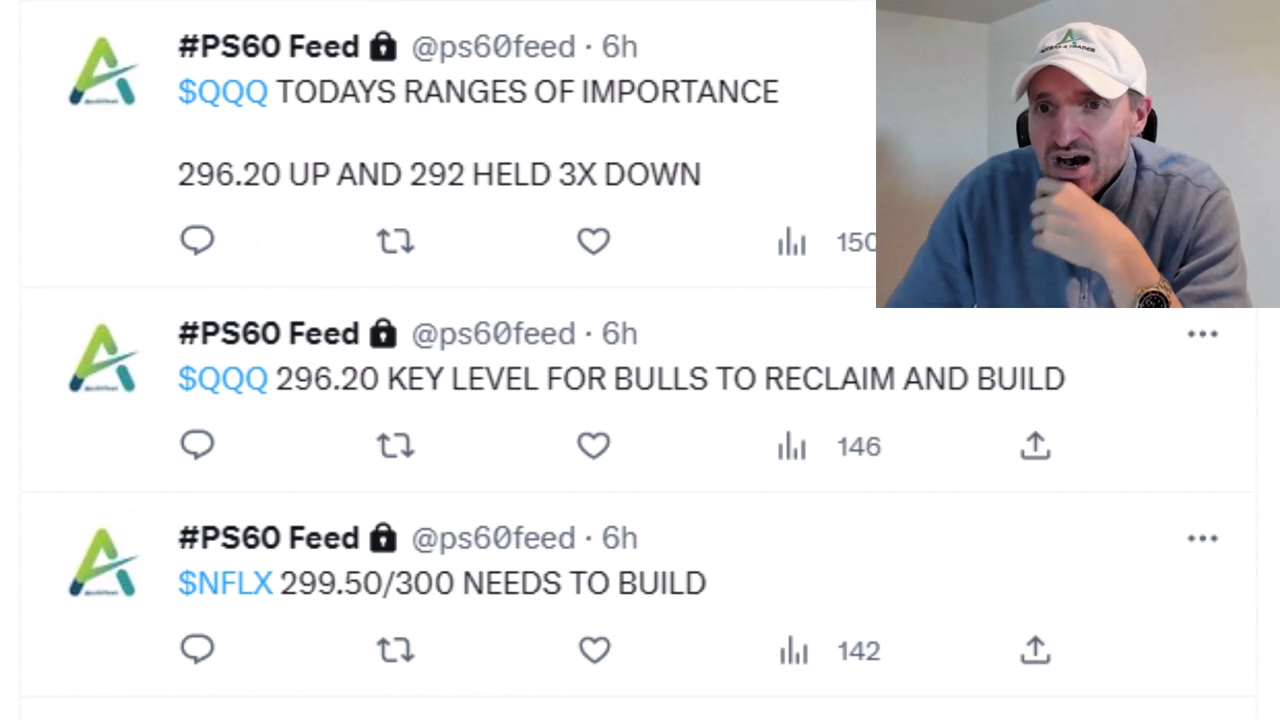 #PS60 Feed @ps60feed · 6h
$QQQ TODAYS RANGES OF IMPORTANCE
296.20 UP AND 292 HELD 3X DOWN
150
#PS60 Feed @ps60feed · 6h
$QQQ 296.20 KEY LEVEL FOR BULLS TO RECLAIM AND BUILD
146
#PS60 Feed @ps60feed · 6h
$NFLX 299.50/300 NEEDS TO BUILD
142